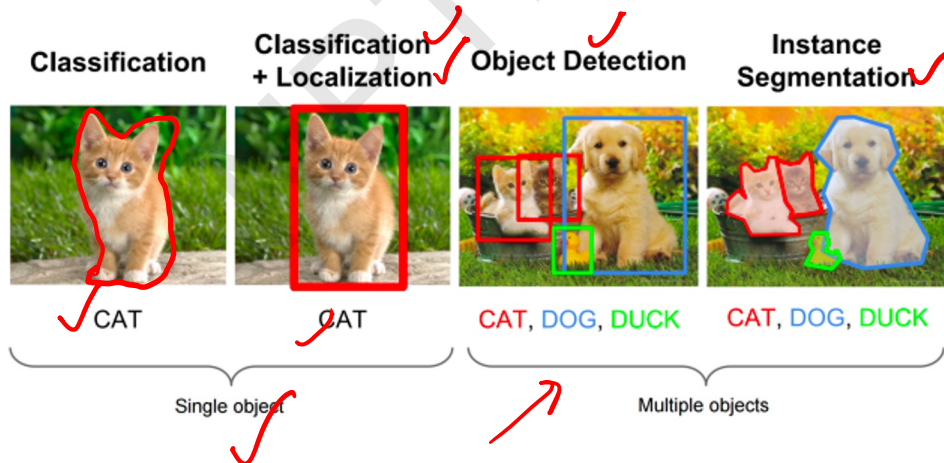 Classification
Classification
+ Localization
Object Detection
Instance
Segmentation
CAT
CAT
CAT, DOG, DUCK
CAT, DOG, DUCK
Single object
Multiple objects